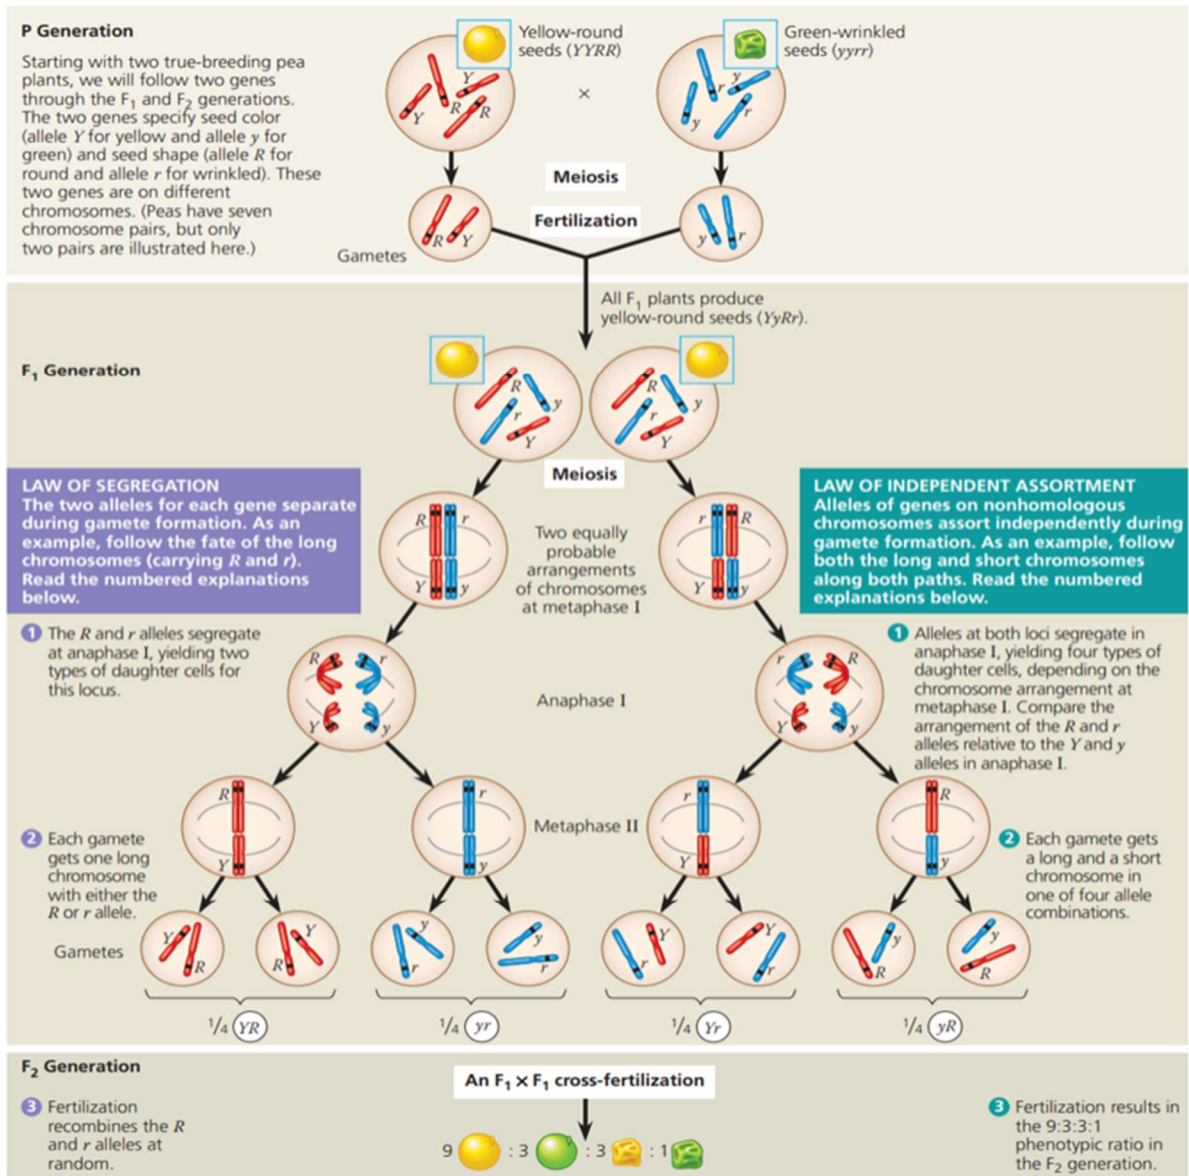 P Generation
Starting with two true-breeding pea
plants, we will follow two genes
through the F₁ and F₂ generations.
The two genes specify seed color
(allele Y for yellow and allele y for
green) and seed shape (allele R for
round and allele r for wrinkled). These
two genes are on different
chromosomes. (Peas have seven
chromosome pairs, but only
two pairs are illustrated here.)
Yellow-round
seeds (YYRR)
Green-wrinkled
seeds (yyrr)
Y
Y
R
R
×
y
r
y
r
Meiosis
Fertilization
R
Y
y
r
Gametes
All F₁ plants produce
yellow-round seeds (YyRr).
F₁ Generation
R
y
r
Y
R
y
r
Y
Meiosis
LAW OF SEGREGATION
The two alleles for each gene separate
during gamete formation. As an
example, follow the fate of the long
chromosomes (carrying R and r).
Read the numbered explanations
below.
R
r
Y
y
Two equally
probable
arrangements
of chromosomes
at metaphase I
r
R
Y
y
LAW OF INDEPENDENT ASSORTMENT
Alleles of genes on nonhomologous
chromosomes assort independently during
gamete formation. As an example, follow
both the long and short chromosomes
along both paths. Read the numbered
explanations below.
1 The R and r alleles segregate
at anaphase I, yielding two
types of daughter cells for
this locus.
R
r
Y
y
Anaphase I
r
R
Y
y
1 Alleles at both loci segregate in
anaphase I, yielding four types of
daughter cells, depending on the
chromosome arrangement at
metaphase I. Compare the
arrangement of the R and r
alleles relative to the Y and y
alleles in anaphase I.
2 Each gamete
gets one long
chromosome
with either the
R or r allele.
R
Y
r
y
Metaphase II
r
Y
R
y
2 Each gamete gets
a long and a short
chromosome in
one of four allele
combinations.
Gametes
Y
R
Y
R
y
r
y
r
Y
r
Y
r
y
R
y
R
1/4 YR
1/4 yr
1/4 Yr
1/4 yR
F₂ Generation
An F₁ × F₁ cross-fertilization
3 Fertilization
recombines the R
and r alleles at
random.
9 : 3 : 3 : 1
3 Fertilization results in
the 9:3:3:1
phenotypic ratio in
the F₂ generation.